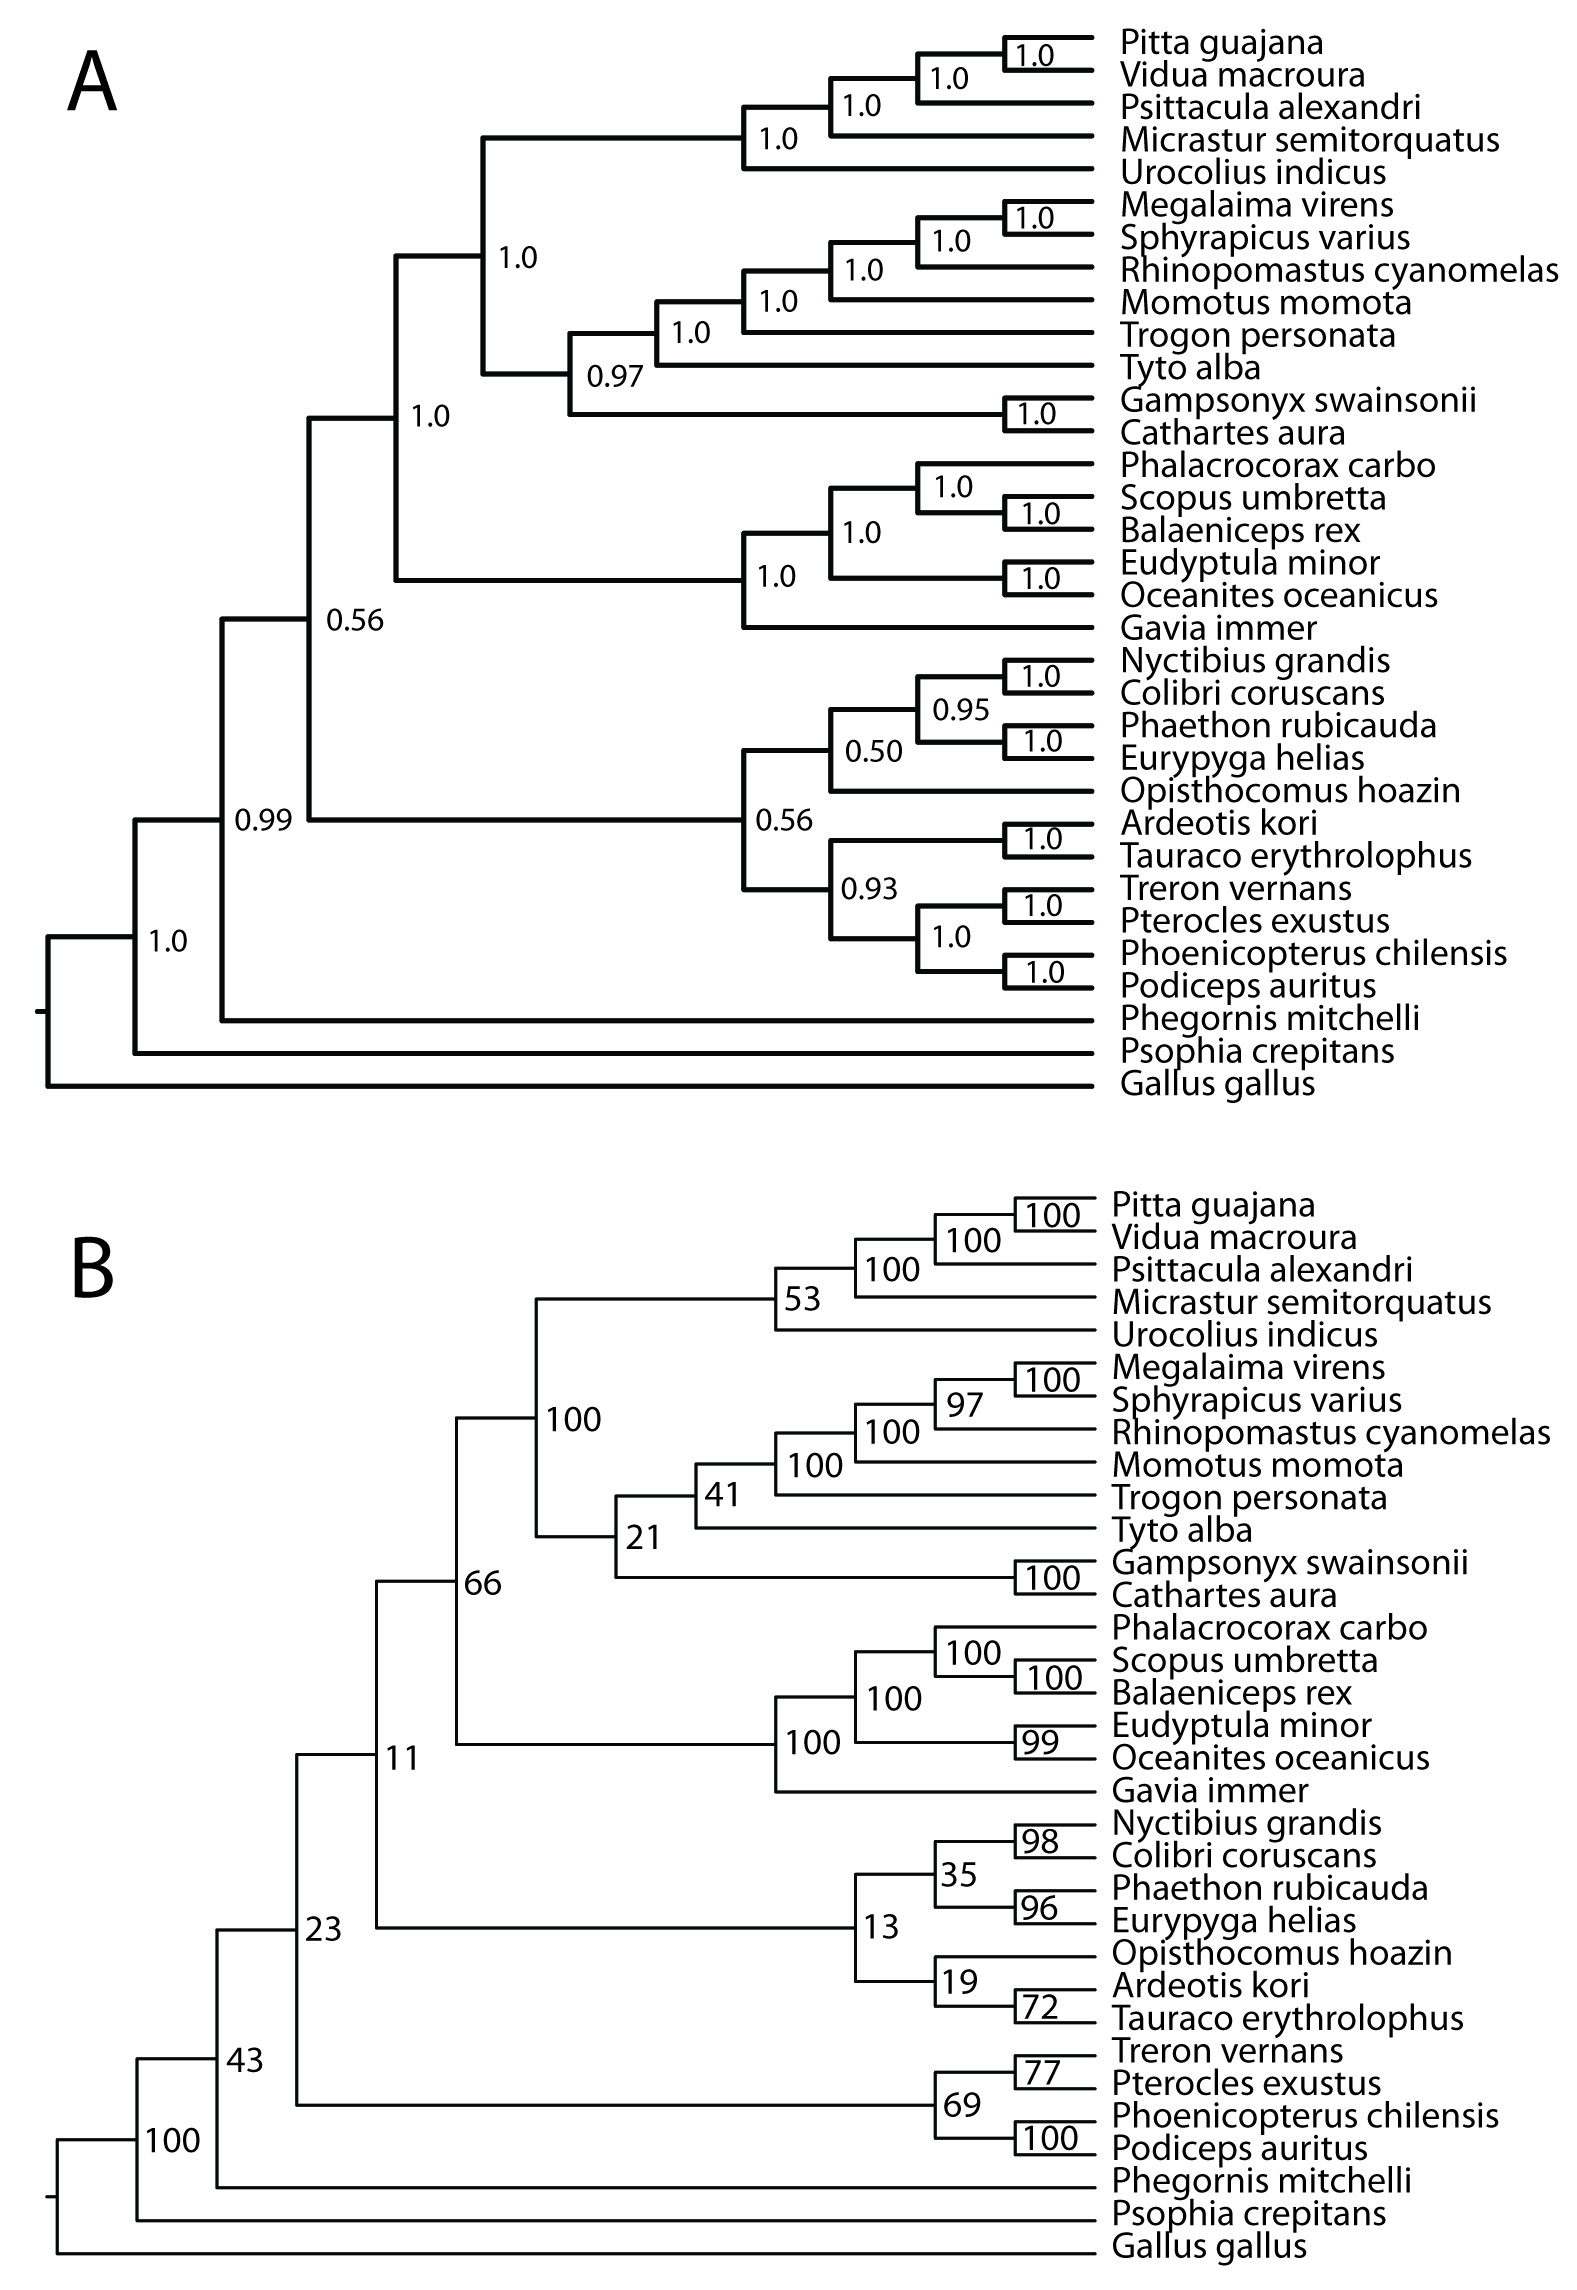 A
Pitta guajana
1.0
Vidua macroura
1.0
Psittacula alexandri
1.0
Micrastur semitorquatus
1.0
Urocolius indicus
Megalaima virens
1.0
Sphyrapicus varius
1.0
1.0
Rhinopomastus cyanomelas
1.0
1.0
Momotus momota
1.0
Trogon personata
Tyto alba
0.97
Gampsonyx swainsonii
1.0
1.0
Cathartes aura
Phalacrocorax carbo
1.0
Scopus umbretta
1.0
Balaeniceps rex
1.0
Eudyptula minor
1.0
1.0
Oceanites oceanicus
0.56
Gavia immer
Nyctibius grandis
1.0
Colibri coruscans
0.95
Phaethon rubicauda
1.0
0.50
Eurypyga helias
Opisthocomus hoazin
0.99
0.56
Ardeotis kori
1.0
Tauraco erythrolophus
0.93
Treron vernans
1.0
Pterocles exustus
1.0
1.0
Phoenicopterus chilensis
1.0
Podiceps auritus
Phegornis mitchelli
Psophia crepitans
Gallus gallus
B
Pitta guajana
100
Vidua macroura
100
Psittacula alexandri
100
Micrastur semitorquatus
53
Urocolius indicus
Megalaima virens
100
Sphyrapicus varius
97
100
Rhinopomastus cyanomelas
100
100
Momotus momota
41
Trogon personata
Tyto alba
21
Gampsonyx swainsonii
66
100
Cathartes aura
Phalacrocorax carbo
100
Scopus umbretta
100
Balaeniceps rex
100
Eudyptula minor
100
99
Oceanites oceanicus
11
Gavia immer
Nyctibius grandis
98
Colibri coruscans
35
Phaethon rubicauda
96
Eurypyga helias
23
13
Opisthocomus hoazin
19
Ardeotis kori
72
Tauraco erythrolophus
43
Treron vernans
77
Pterocles exustus
69
Phoenicopterus chilensis
100
100
Podiceps auritus
Phegornis mitchelli
Psophia crepitans
Gallus gallus